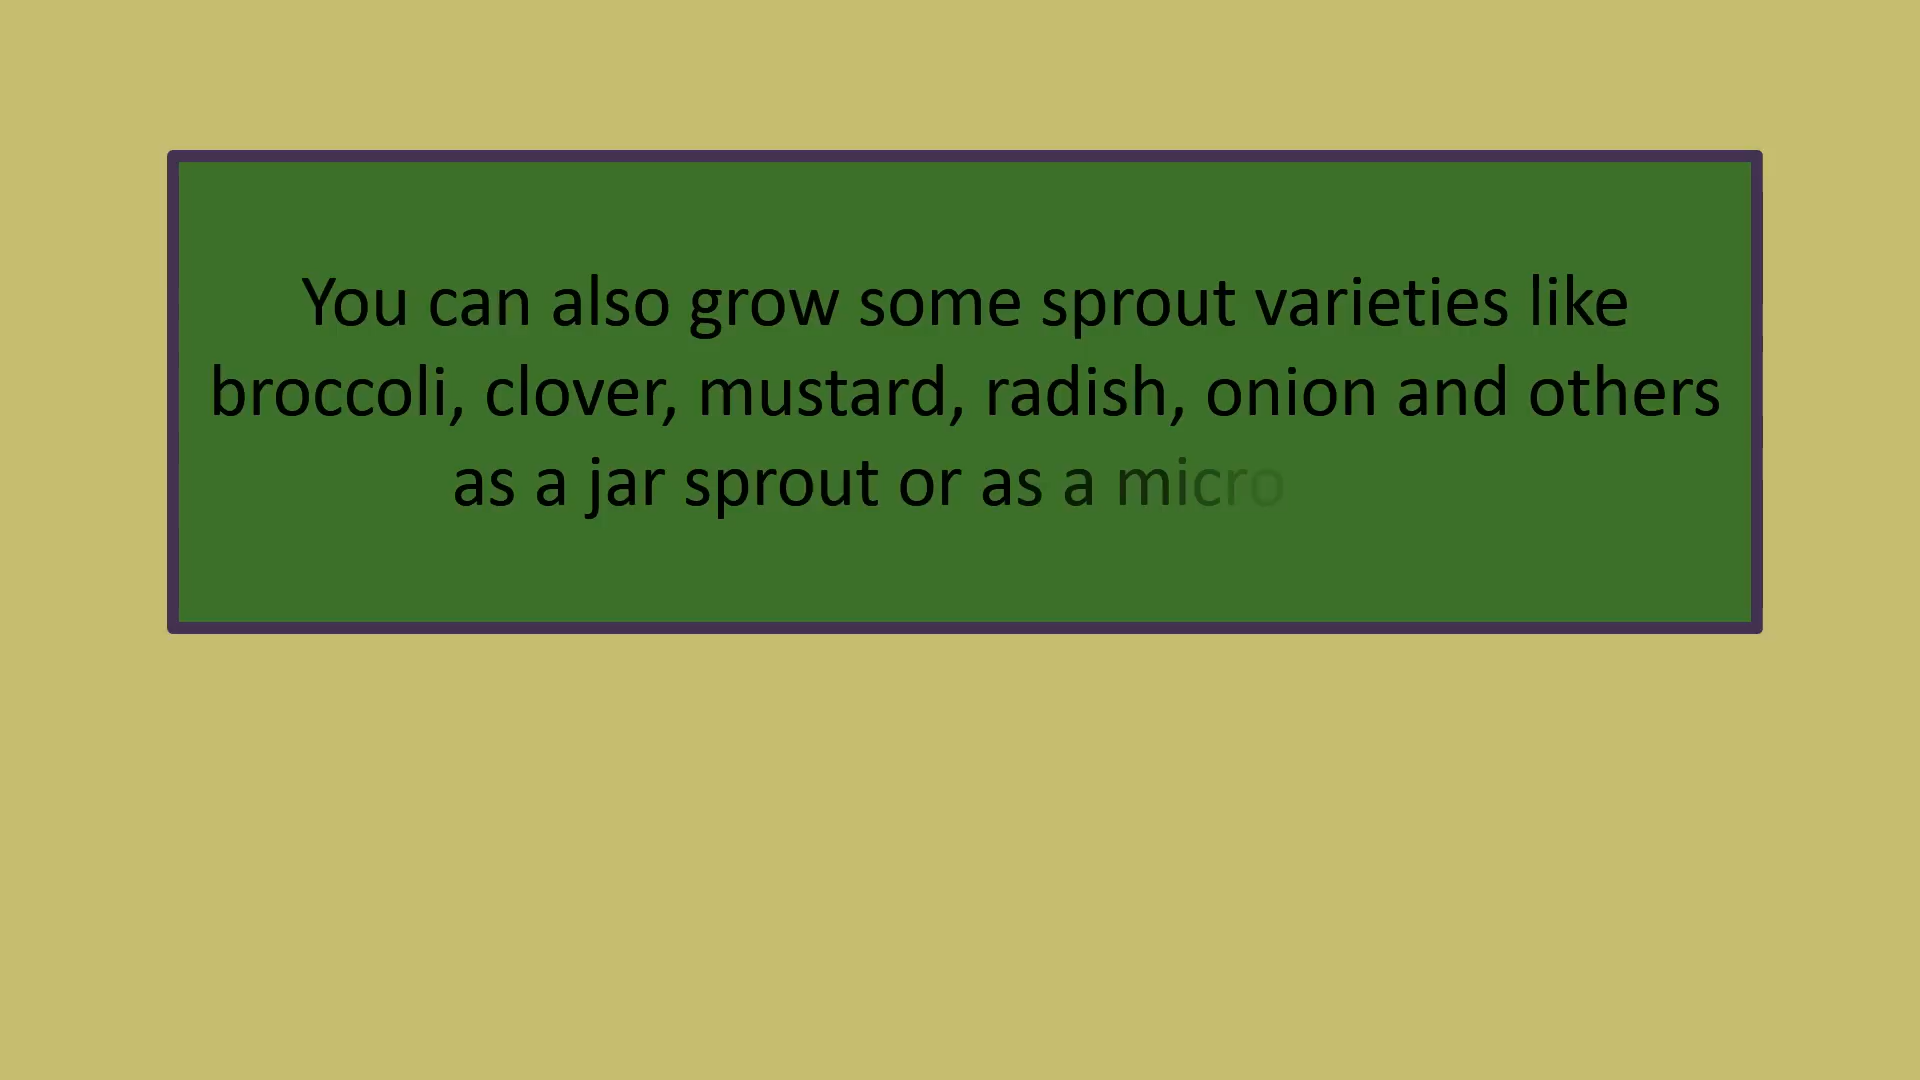 You can also grow some sprout varieties like
broccoli, clover, mustard, radish, onion and others
as a jar sprout or as a micro